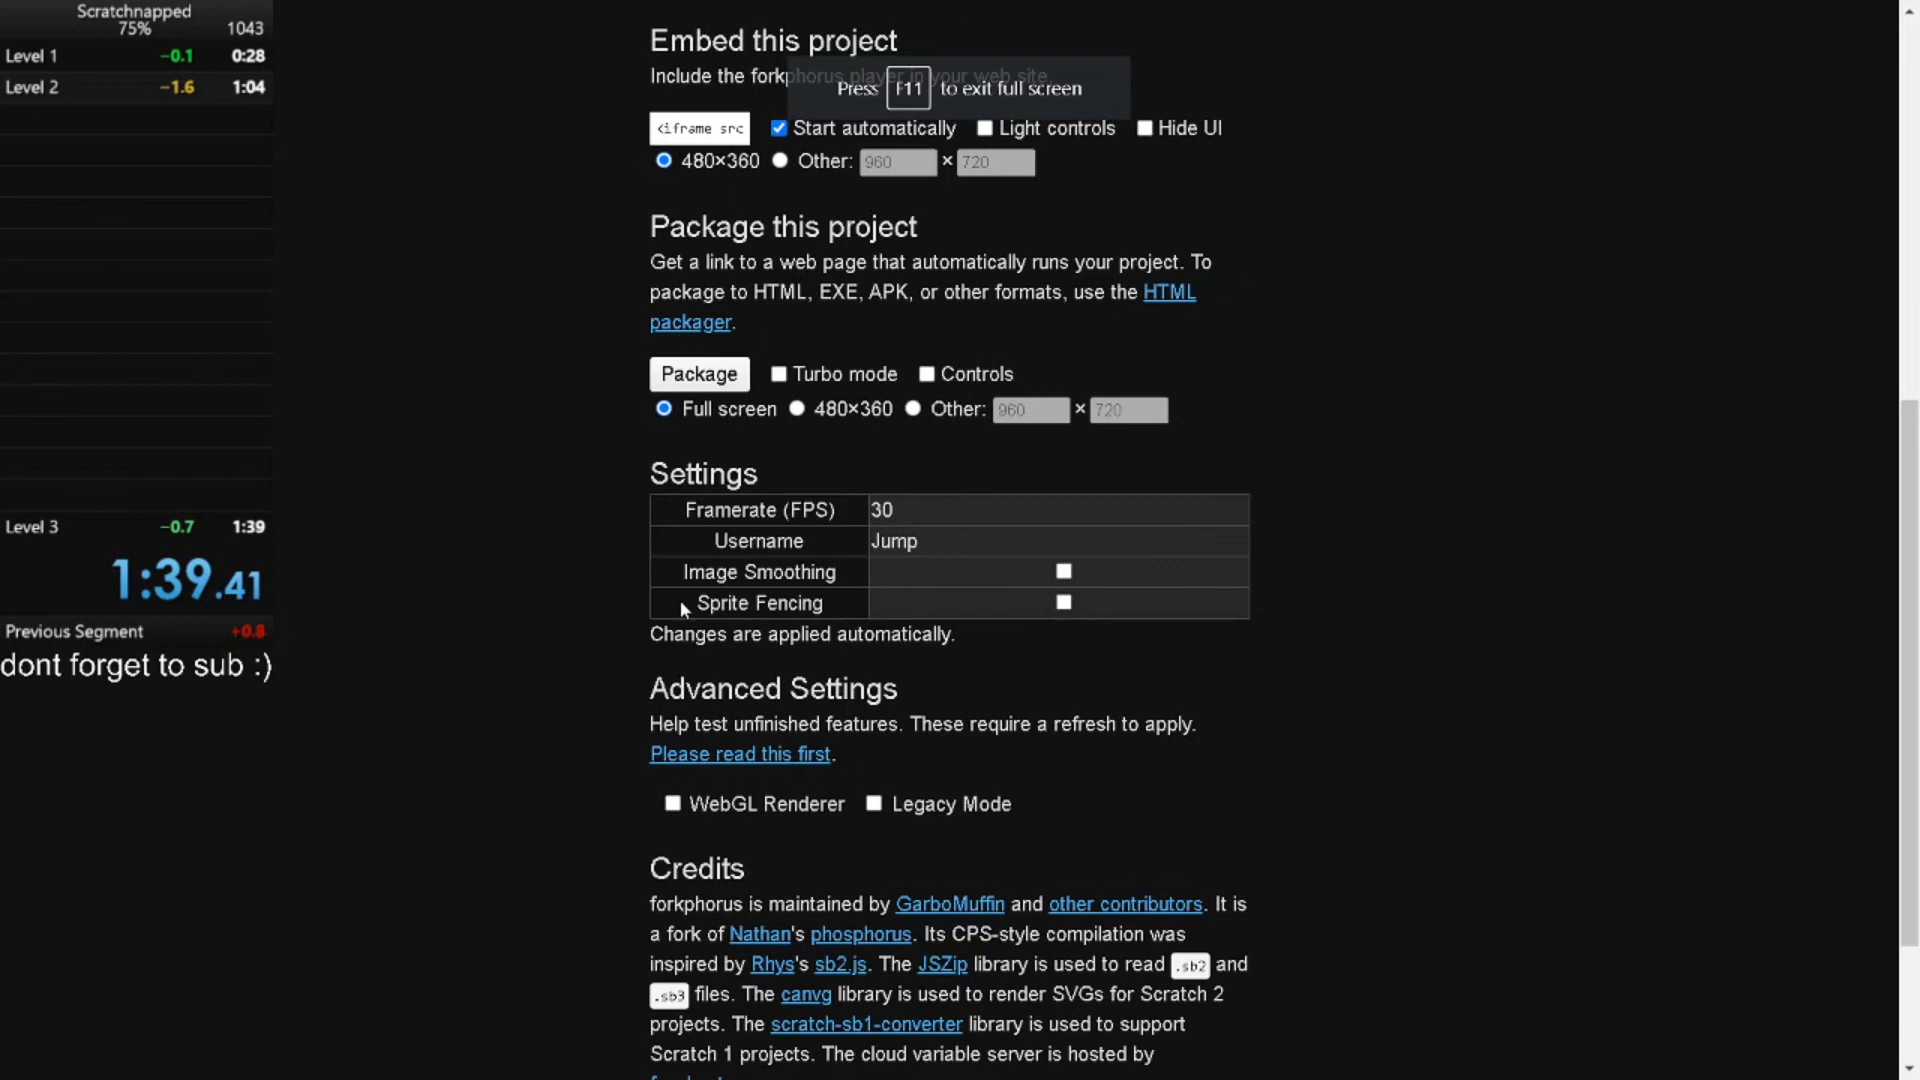 Scratchnapped
75% 1043
Level 1 −0.1 0:28
Level 2 −1.6 1:04
Level 3 −0.7 1:39
1:39.41
Previous Segment +0.8
dont forget to sub :)
Embed this project
Include the forkphorus player in your web site.
Press F11 to exit full screen
<iframe src Start automatically Light controls Hide UI
480×360 Other: 960 × 720
Package this project
Get a link to a web page that automatically runs your project. To
package to HTML, EXE, APK, or other formats, use the HTML
packager.
Package Turbo mode Controls
Full screen 480×360 Other: 960 × 720
Settings
Framerate (FPS) 30
Username Jump
Image Smoothing
Sprite Fencing
Changes are applied automatically.
Advanced Settings
Help test unfinished features. These require a refresh to apply.
Please read this first.
WebGL Renderer Legacy Mode
Credits
forkphorus is maintained by GarboMuffin and other contributors. It is
a fork of Nathan's phosphorus. Its CPS-style compilation was
inspired by Rhys's sb2.js. The JSZip library is used to read .sb2 and
.sb3 files. The canvg library is used to render SVGs for Scratch 2
projects. The scratch-sb1-converter library is used to support
Scratch 1 projects. The cloud variable server is hosted by